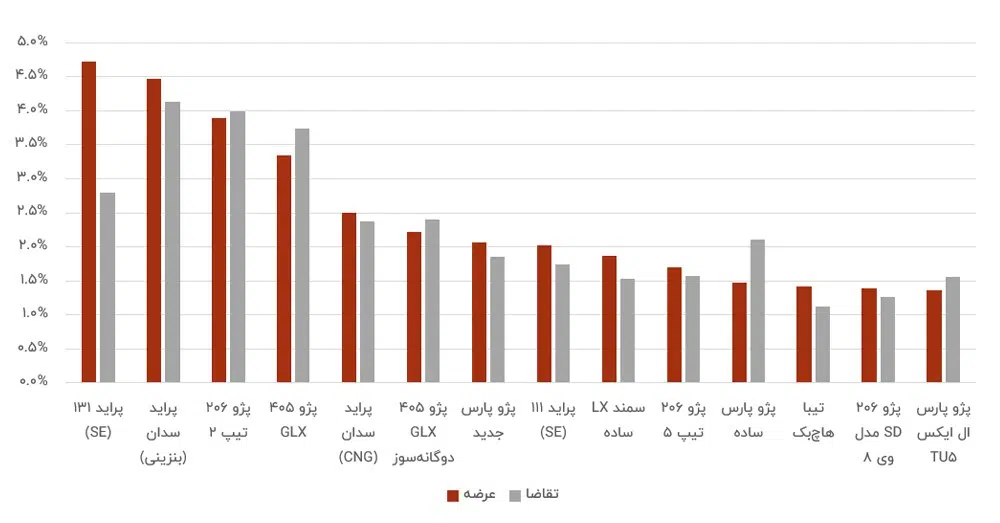 ۵.۰%
۴.۵%
۴.۰%
۳.۵%
۳.۰%
۲.۵%
۲.۰%
۱.۵%
۱.۰%
۰.۵%
۰.۰%
پراید ۱۳۱
(SE)
پراید
سدان
(بنزینی)
پژو ۲۰۶
تیپ ۲
پژو ۴۰۵
GLX
پراید
سدان
(CNG)
پژو ۴۰۵
GLX
دوگانه‌سوز
پژو پارس
جدید
پراید ۱۱۱
(SE)
سمند LX
ساده
پژو ۲۰۶
تیپ ۵
پژو پارس
ساده
تیبا
هاچ‌بک
پژو ۲۰۶
SD مدل
وی ۸
پژو پارس
ال ایکس
TU۵
عرضه
تقاضا